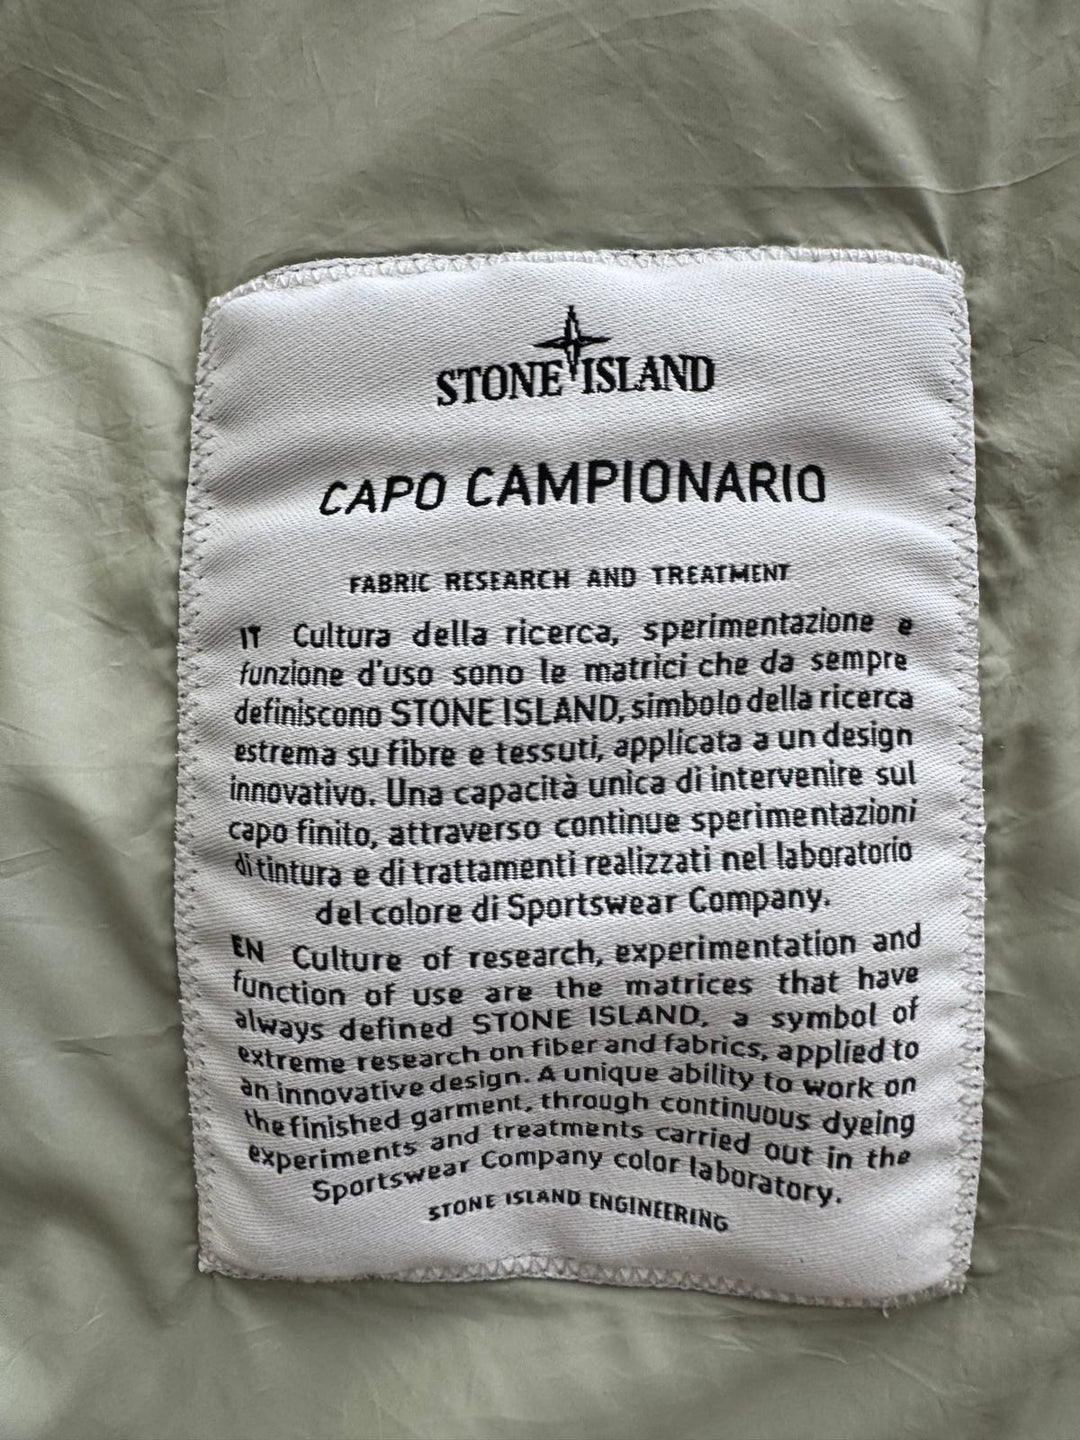 STONE ISLAND
CAPO CAMPIONARIO
FABRIC RESEARCH AND TREATMENT
IT Cultura della ricerca, sperimentazione e
funzione d'uso sono le matrici che da sempre
definiscono STONE ISLAND, simbolo della ricerca
estrema su fibre e tessuti, applicata a un design
innovativo. Una capacità unica di intervenire sul
capo finito, attraverso continue sperimentazioni
di tintura e di trattamenti realizzati nel laboratorio
del colore di Sportswear Company.
EN Culture of research, experimentation and
function of use are the matrices that have
always defined STONE ISLAND, a symbol of
extreme research on fiber and fabrics, applied to
an innovative design. A unique ability to work on
the finished garment, through continuous dyeing
experiments and treatments carried out in the
Sportswear Company color laboratory.
STONE ISLAND ENGINEERING